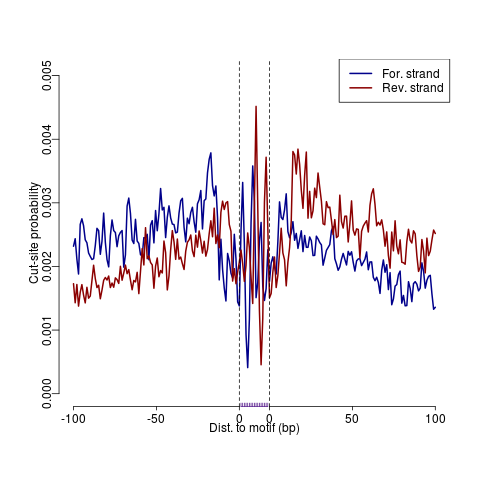 For. strand
Rev. strand
Cut-site probability
0.005
0.004
0.003
0.002
0.001
0.000
-100 -50 0 0 50 100
Dist. to motif (bp)